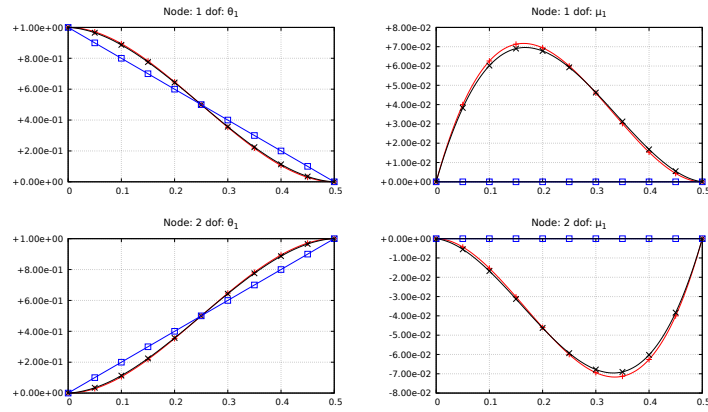 Node: 1 dof: θ1
+1.00e+00
+8.00e-01
+6.00e-01
+4.00e-01
+2.00e-01
+0.00e+00
0 0.1 0.2 0.3 0.4 0.5
Node: 1 dof: μ1
+8.00e-02
+7.00e-02
+6.00e-02
+5.00e-02
+4.00e-02
+3.00e-02
+2.00e-02
+1.00e-02
+0.00e+00
0 0.1 0.2 0.3 0.4 0.5
Node: 2 dof: θ1
+1.00e+00
+8.00e-01
+6.00e-01
+4.00e-01
+2.00e-01
+0.00e+00
0 0.1 0.2 0.3 0.4 0.5
Node: 2 dof: μ1
+0.00e+00
-1.00e-02
-2.00e-02
-3.00e-02
-4.00e-02
-5.00e-02
-6.00e-02
-7.00e-02
-8.00e-02
0 0.1 0.2 0.3 0.4 0.5